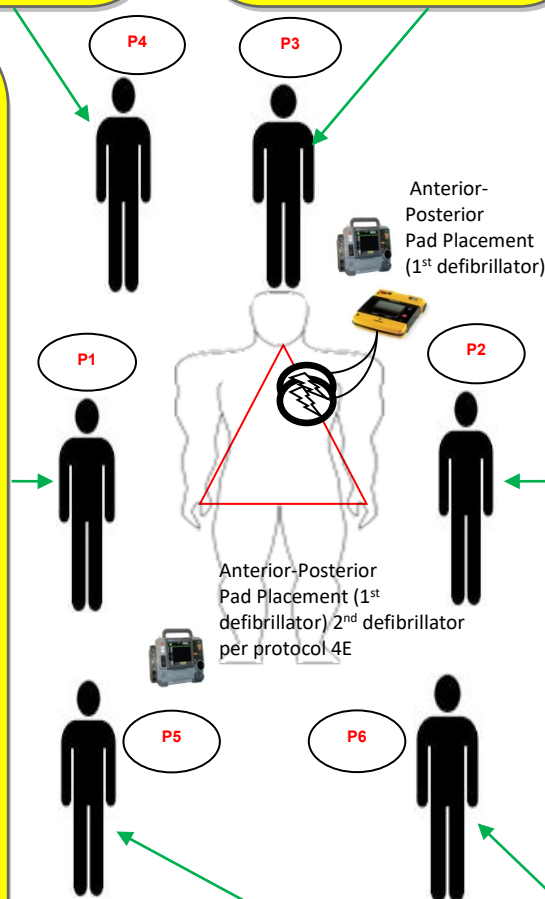 P4
P3
Anterior-
Posterior
Pad Placement
(1st defibrillator)
P1
P2
Anterior-Posterior
Pad Placement (1st
defibrillator) 2nd defibrillator
per protocol 4E
P5
P6